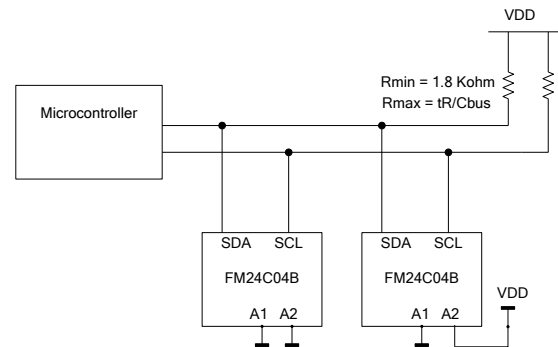 VDD
Rmin = 1.8 Kohm
Rmax = tR/Cbus
Microcontroller
SDA SCL
FM24C04B
A1 A2
SDA SCL
FM24C04B
A1 A2
VDD